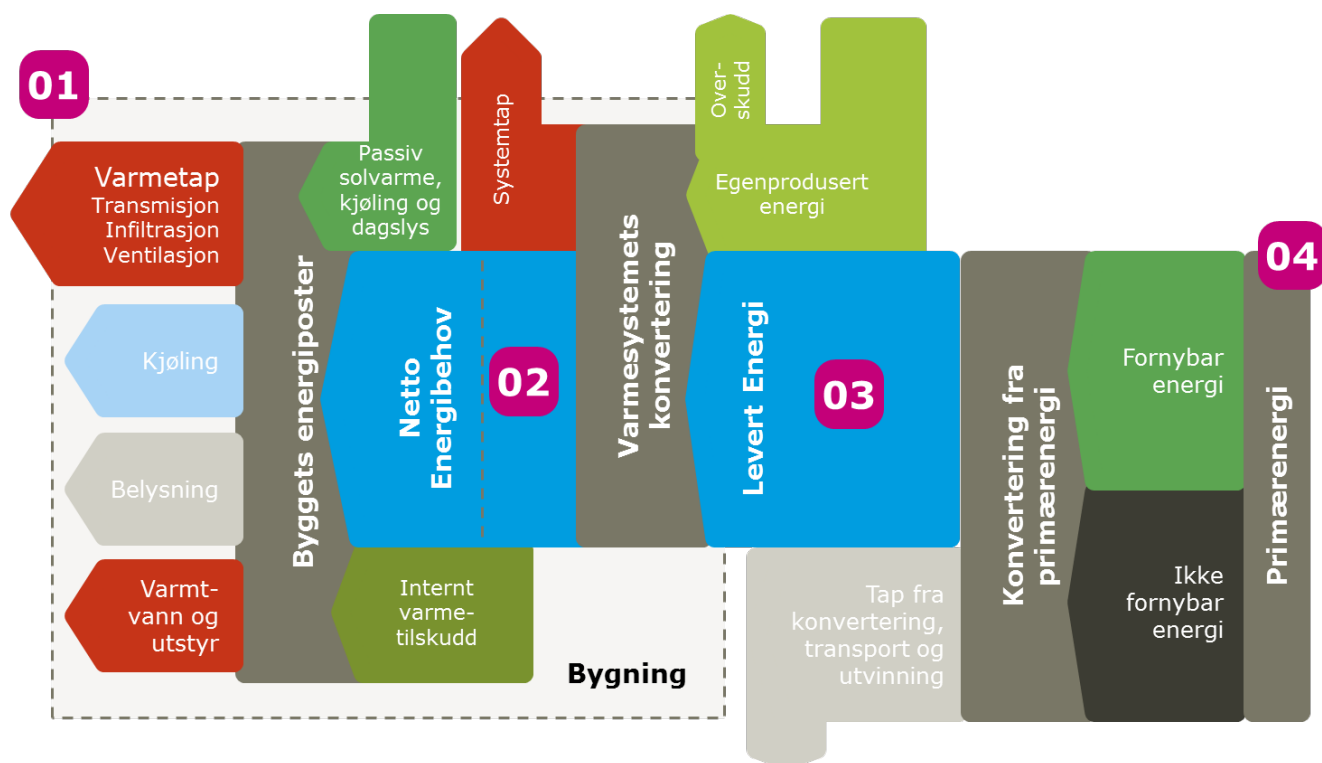 01
Varmetap
Transmisjon
Infiltrasjon
Ventilasjon
Kjøling
Belysning
Varmt-
vann og
utstyr
Byggets energiposter
Passiv
solvarme,
kjøling og
dagslys
Netto
Energibehov
Internt
varme-
tilskudd
Systemtap
02
Varmesystemets
konvertering
Bygning
Over-
skudd
Egenprodusert
energi
Levert Energi
03
Tap fra
konvertering,
transport og
utvinning
Konvertering fra
primærenergi
Fornybar
energi
Ikke
fornybar
energi
04
Primærenergi